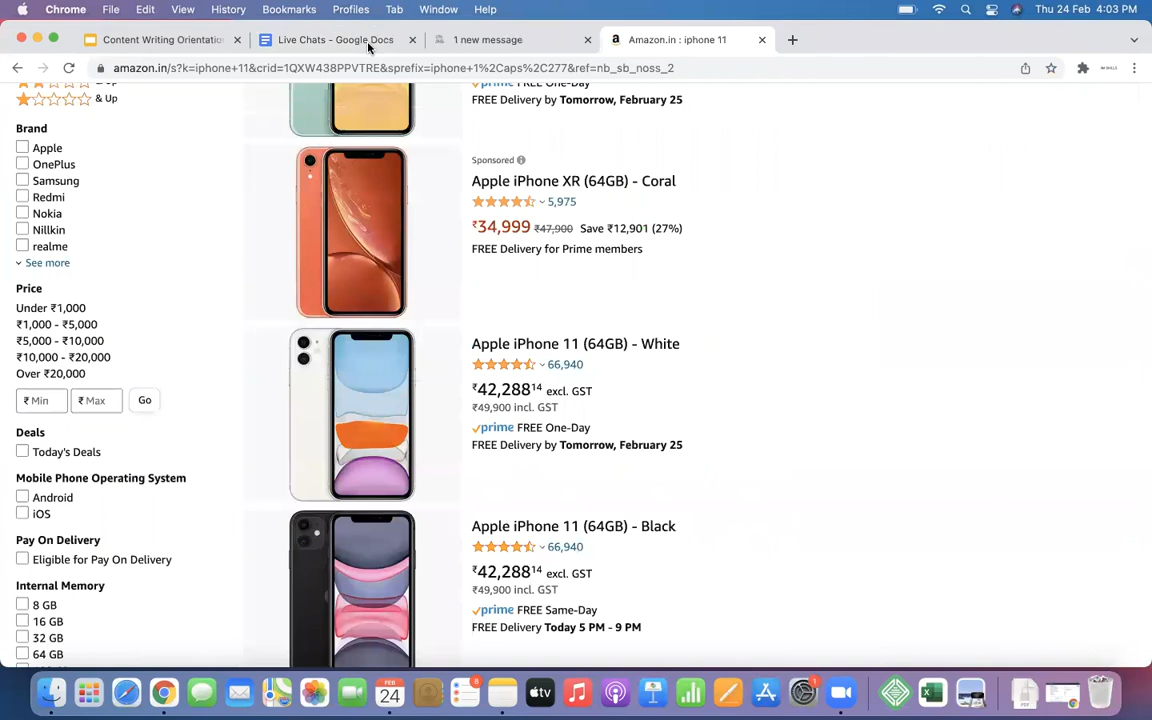 Chrome File Edit View History Bookmarks Profiles Tab Window Help Thu 24 Feb 4:03 PM
Content Writing Orientatio Live Chats - Google Docs 1 new message Amazon.in : iphone 11
amazon.in/s?k=iphone+11&crid=1QXW438PPVTRE&sprefix=iphone+1%2Caps%2C277&ref=nb_sb_noss_2
& Up
Brand
Apple
OnePlus
Samsung
Redmi
Nokia
Nillkin
realme
See more
Price
Under ₹1,000
₹1,000 - ₹5,000
₹5,000 - ₹10,000
₹10,000 - ₹20,000
Over ₹20,000
₹ Min ₹ Max Go
Deals
Today's Deals
Mobile Phone Operating System
Android
iOS
Pay On Delivery
Eligible for Pay On Delivery
Internal Memory
8 GB
16 GB
32 GB
64 GB
FREE Delivery by Tomorrow, February 25
Sponsored
Apple iPhone XR (64GB) - Coral
5,975
₹34,999 ₹47,900 Save ₹12,901 (27%)
FREE Delivery for Prime members
Apple iPhone 11 (64GB) - White
66,940
₹42,28814 excl. GST
₹49,900 incl. GST
prime FREE One-Day
FREE Delivery by Tomorrow, February 25
Apple iPhone 11 (64GB) - Black
66,940
₹42,28814 excl. GST
₹49,900 incl. GST
prime FREE Same-Day
FREE Delivery Today 5 PM - 9 PM
FEB
24
8
tv
1